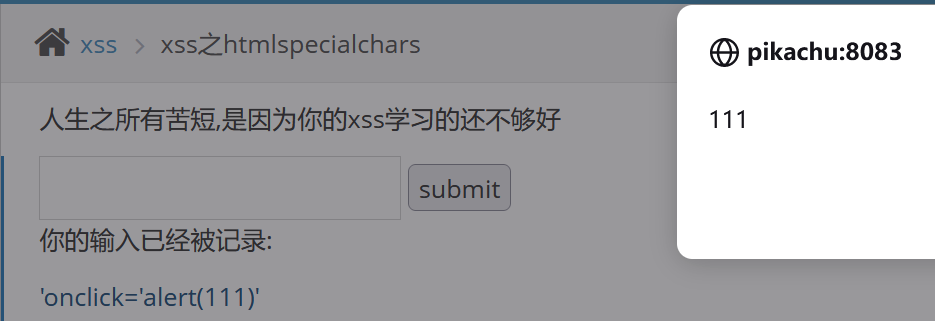 xss > xss之htmlspecialchars
pikachu:8083
111
人生之所有苦短,是因为你的xss学习的还不够好
submit
你的输入已经被记录:
'onclick='alert(111)'